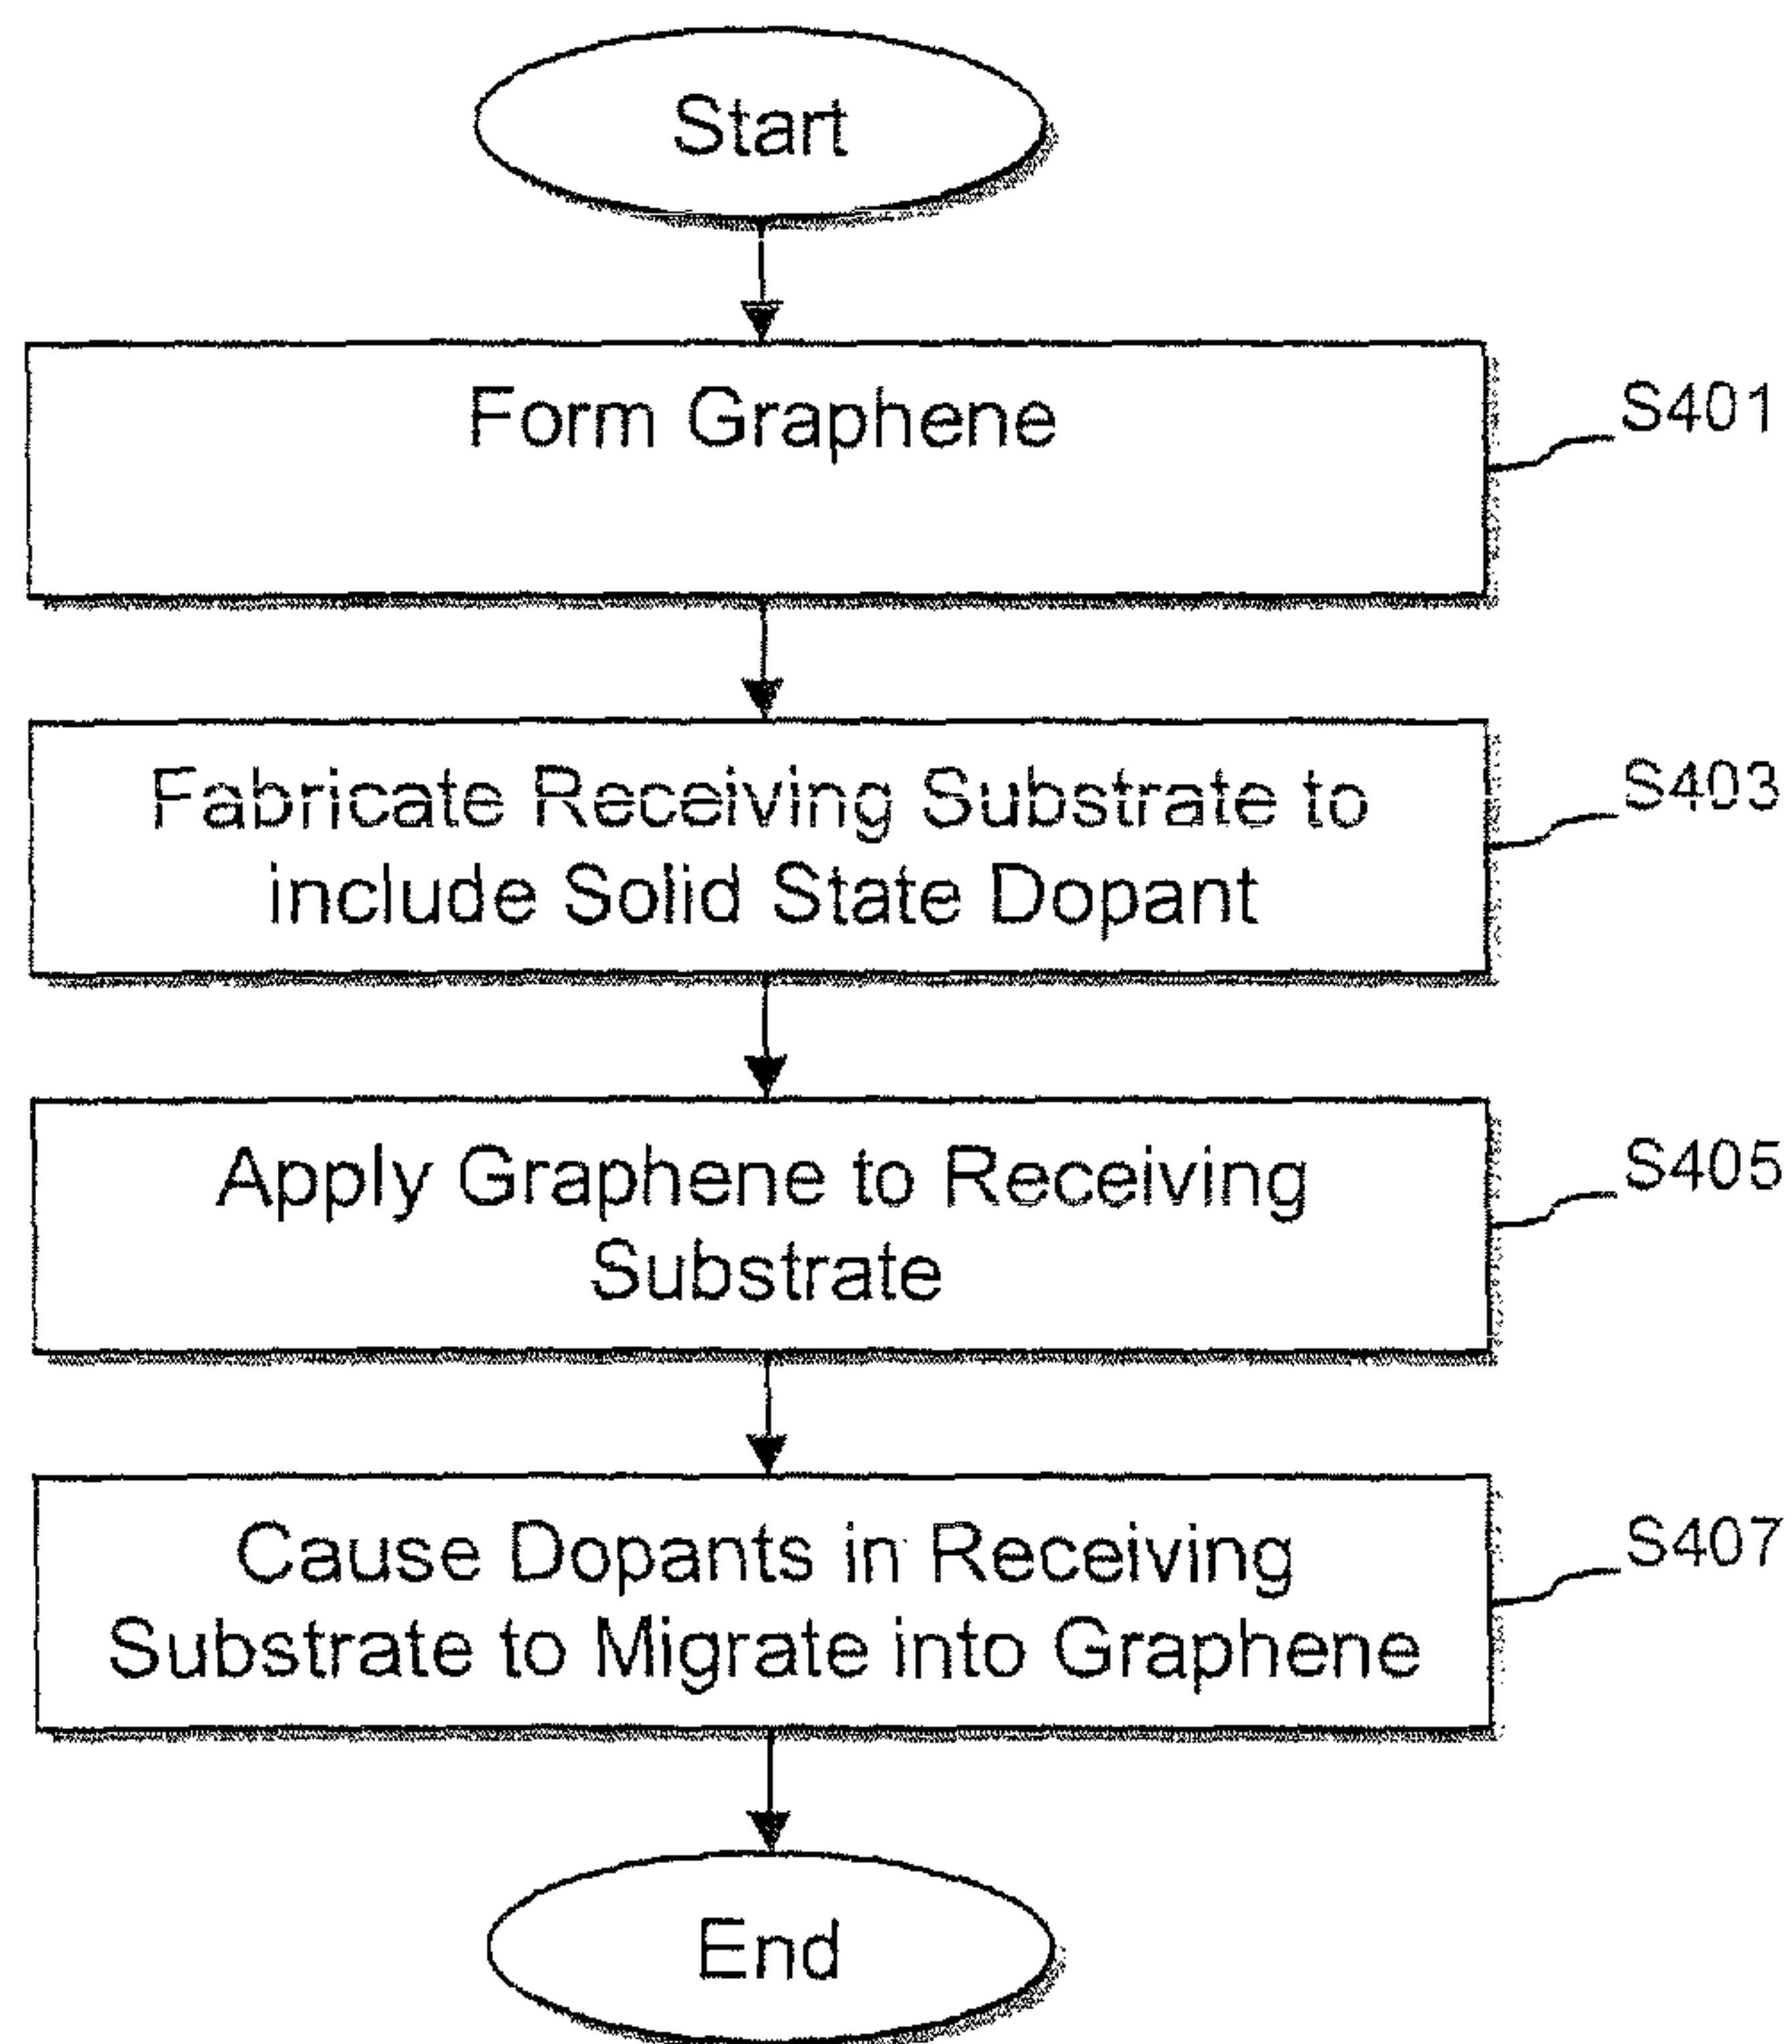 Start
Form Graphene
S401
Fabricate Receiving Substrate to
include Solid State Dopant
S403
Apply Graphene to Receiving
Substrate
S405
Cause Dopants in Receiving
Substrate to Migrate into Graphene
S407
End